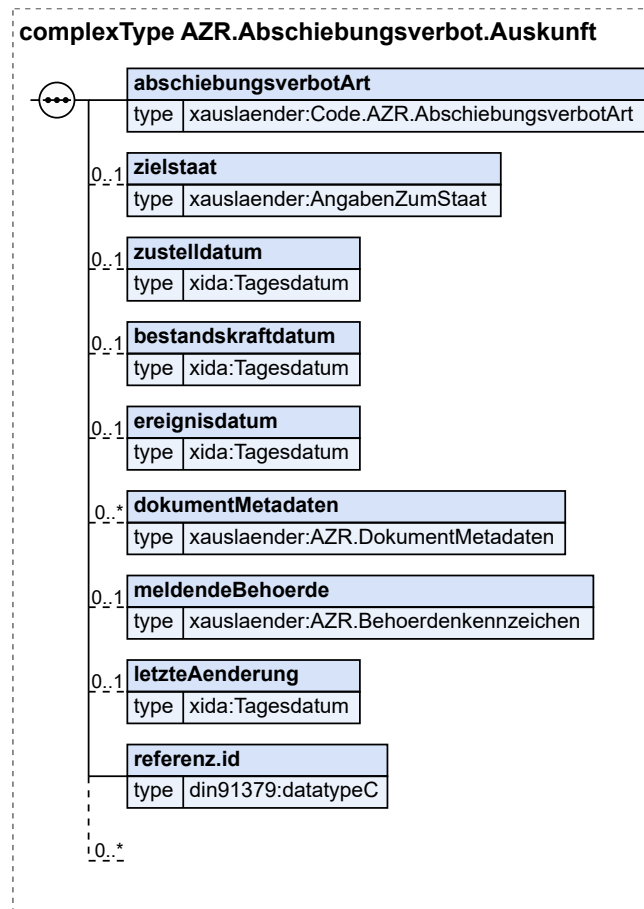 complexType AZR.Abschiebungsverbot.Auskunft
abschiebungsverbotArt
type xauslaender:Code.AZR.AbschiebungsverbotArt
0..1 zielstaat
type xauslaender:AngabenZumStaat
0..1 zustelldatum
type xida:Tagesdatum
0..1 bestandskraftdatum
type xida:Tagesdatum
0..1 ereignisdatum
type xida:Tagesdatum
0..* dokumentMetadaten
type xauslaender:AZR.DokumentMetadaten
0..1 meldendeBehoerde
type xauslaender:AZR.Behoerdenkennzeichen
0..1 letzteAenderung
type xida:Tagesdatum
referenz.id
type din91379:datatypeC
0..*